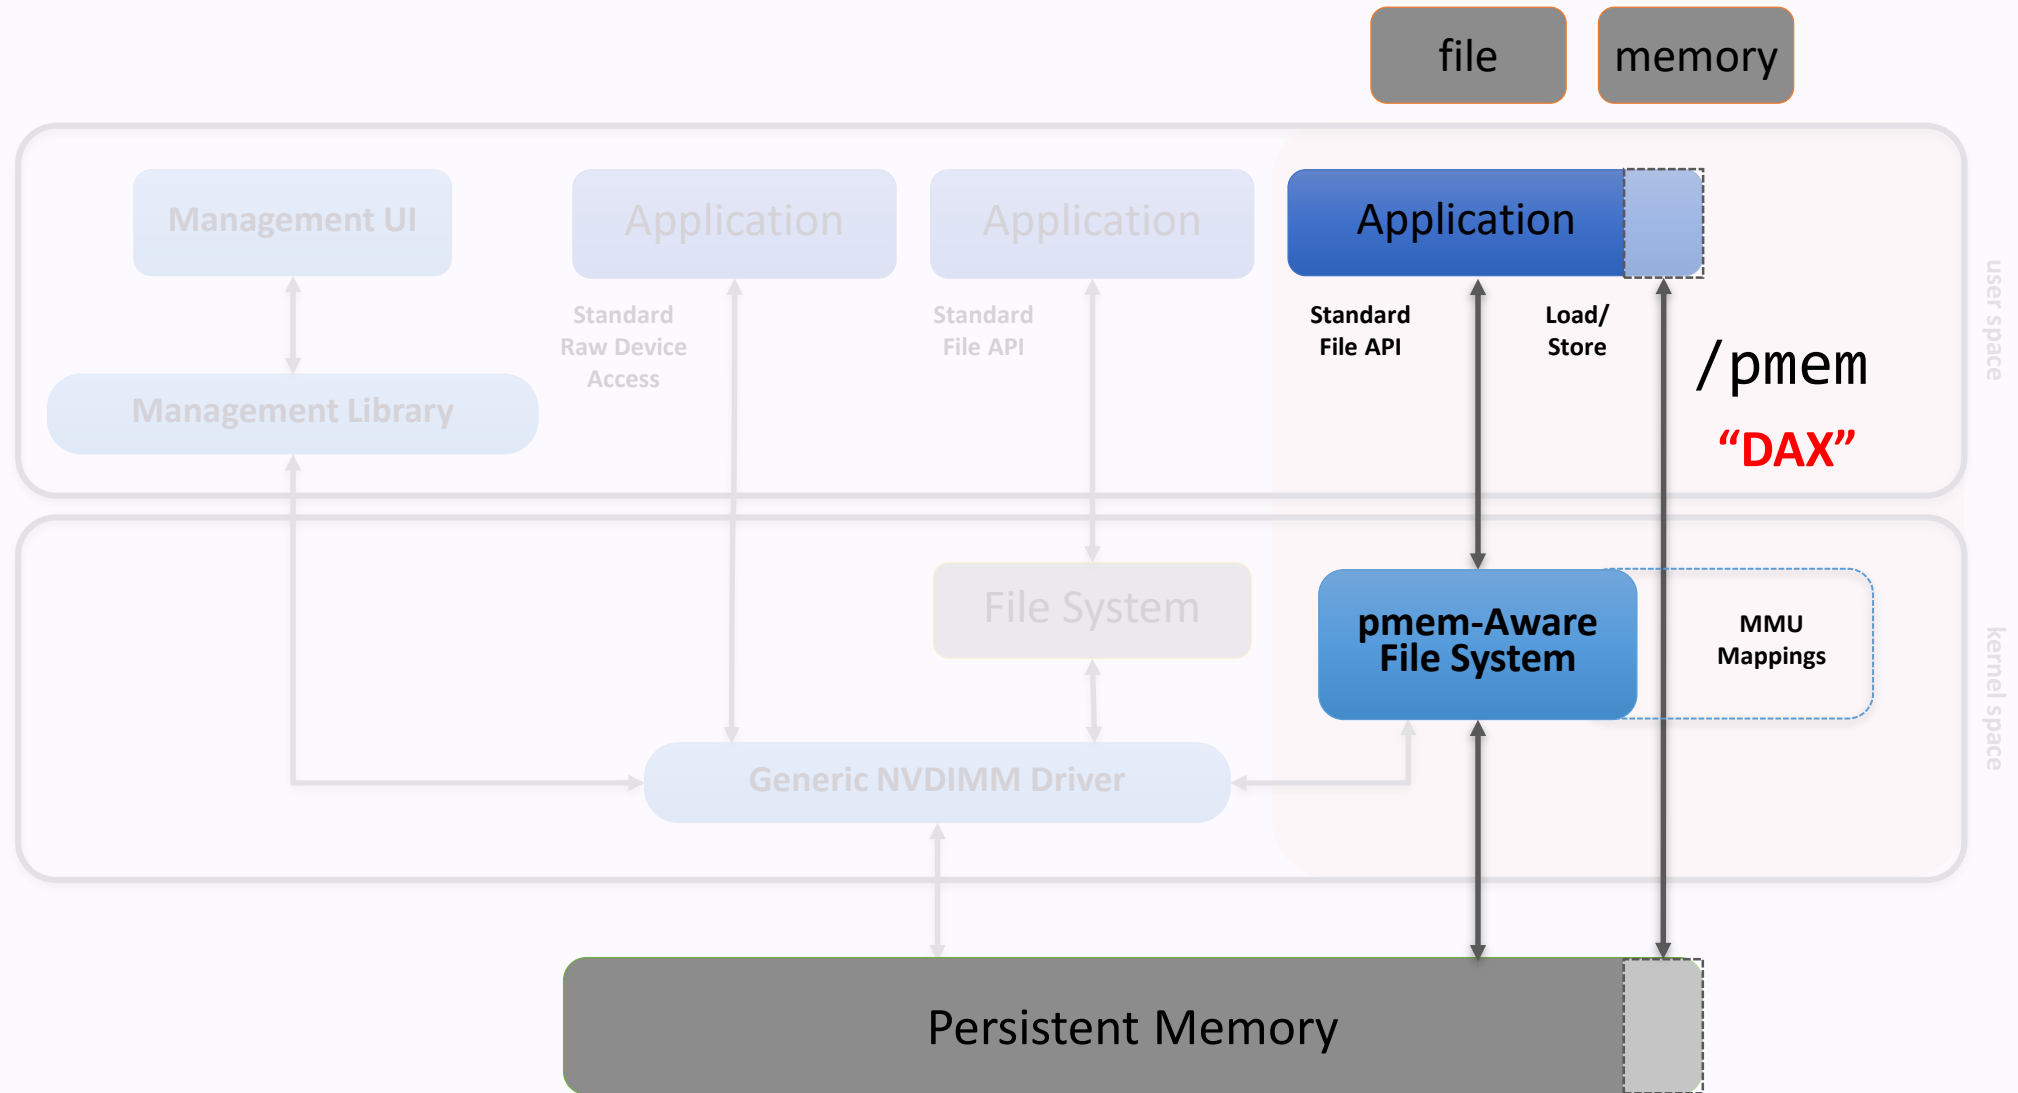 file
memory
Management UI
Application
Application
Application
Standard
Raw Device
Access
Standard
File API
Standard
File API
Load/
Store
/pmem
“DAX”
user space
Management Library
File System
pmem-Aware
File System
MMU
Mappings
kernel space
Generic NVDIMM Driver
Persistent Memory